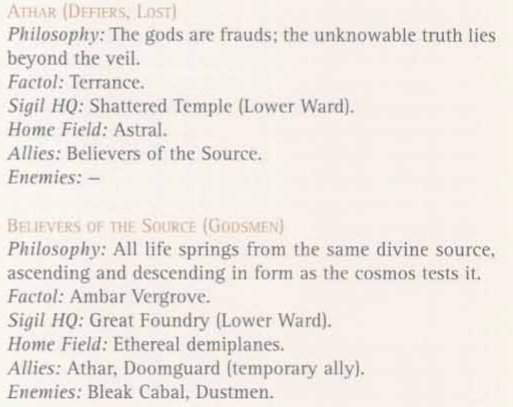 ATHAR (DEFIERS, LOST)
Philosophy: The gods are frauds; the unknowable truth lies
beyond the veil.
Factol: Terrance.
Sigil HQ: Shattered Temple (Lower Ward).
Home Field: Astral.
Allies: Believers of the Source.
Enemies: –
BELIEVERS OF THE SOURCE (GODSMEN)
Philosophy: All life springs from the same divine source,
ascending and descending in form as the cosmos tests it.
Factol: Ambar Vergrove.
Sigil HQ: Great Foundry (Lower Ward).
Home Field: Ethereal demiplanes.
Allies: Athar, Doomguard (temporary ally).
Enemies: Bleak Cabal, Dustmen.